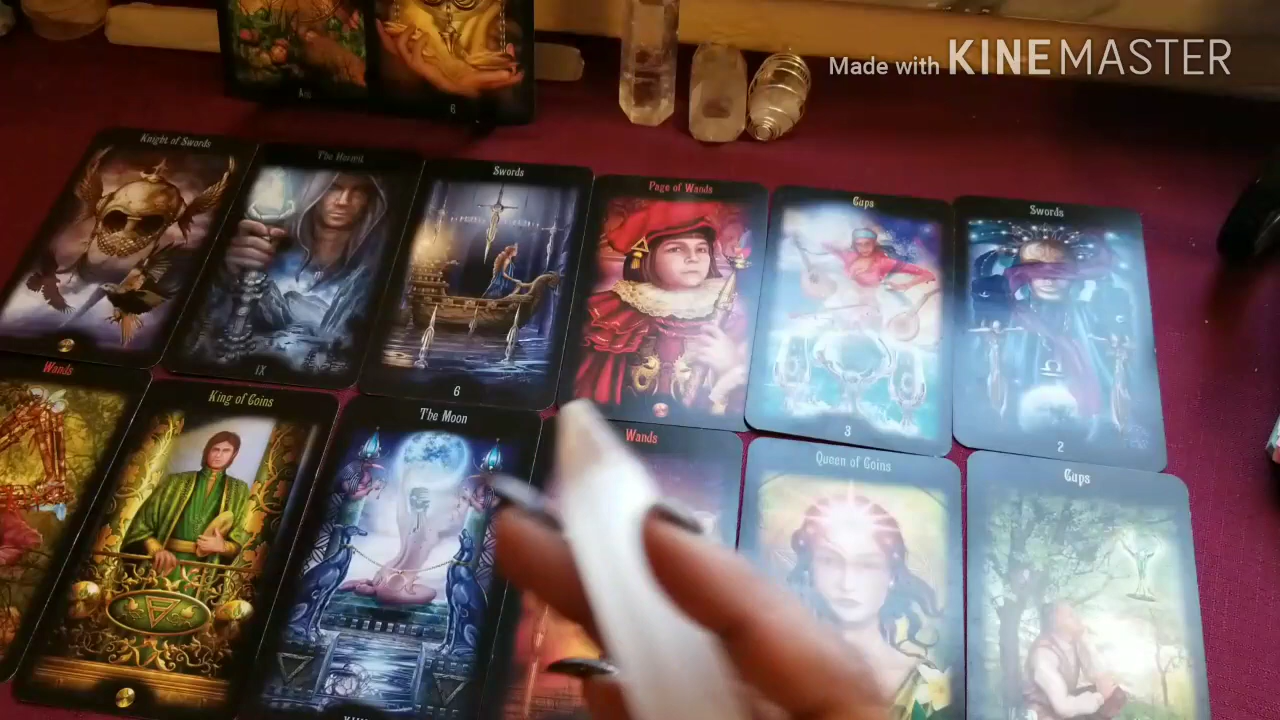 Made with KINEMASTER
6
Knight of Swords
The Hermit
Swords
Page of Wands
Cups
Swords
IX
6
3
2
Wands
King of Coins
The Moon
Wands
Queen of Coins
Cups